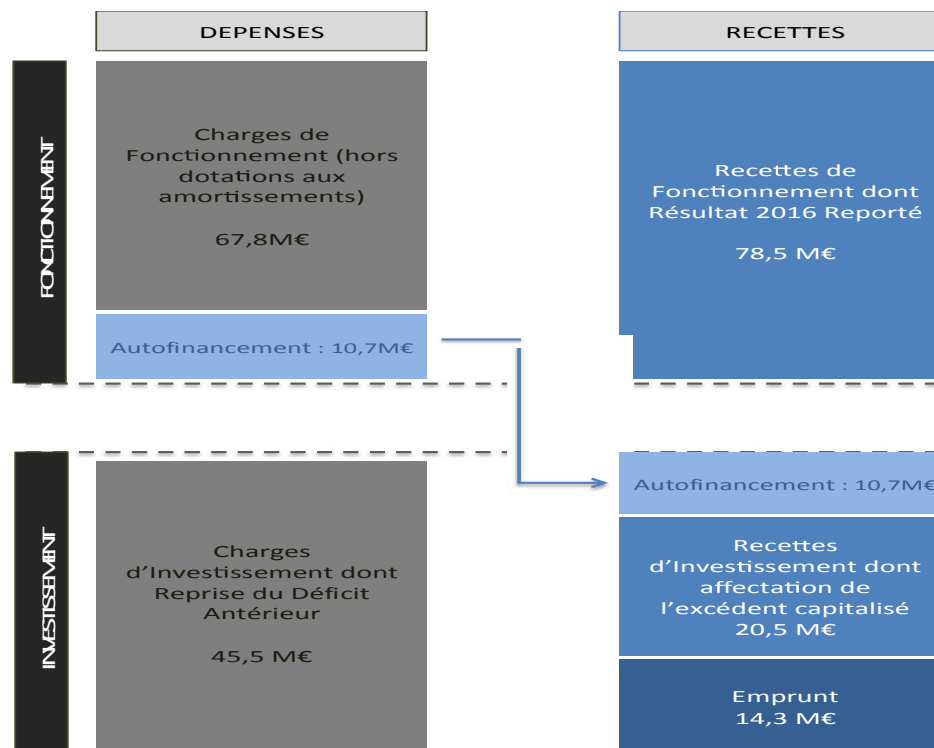 DEPENSES
RECETTES
FONCTIONNEMENT
Charges de
Fonctionnement (hors
dotations aux
amortissements)
67,8M€
Recettes de
Fonctionnement dont
Résultat 2016 Reporté
78,5 M€
Autofinancement : 10,7M€
INVESTISSEMENT
Autofinancement : 10,7M€
Charges
d’Investissement dont
Reprise du Déficit
Antérieur
45,5 M€
Recettes
d’Investissement dont
affectation de
l’excédent capitalisé
20,5 M€
Emprunt
14,3 M€